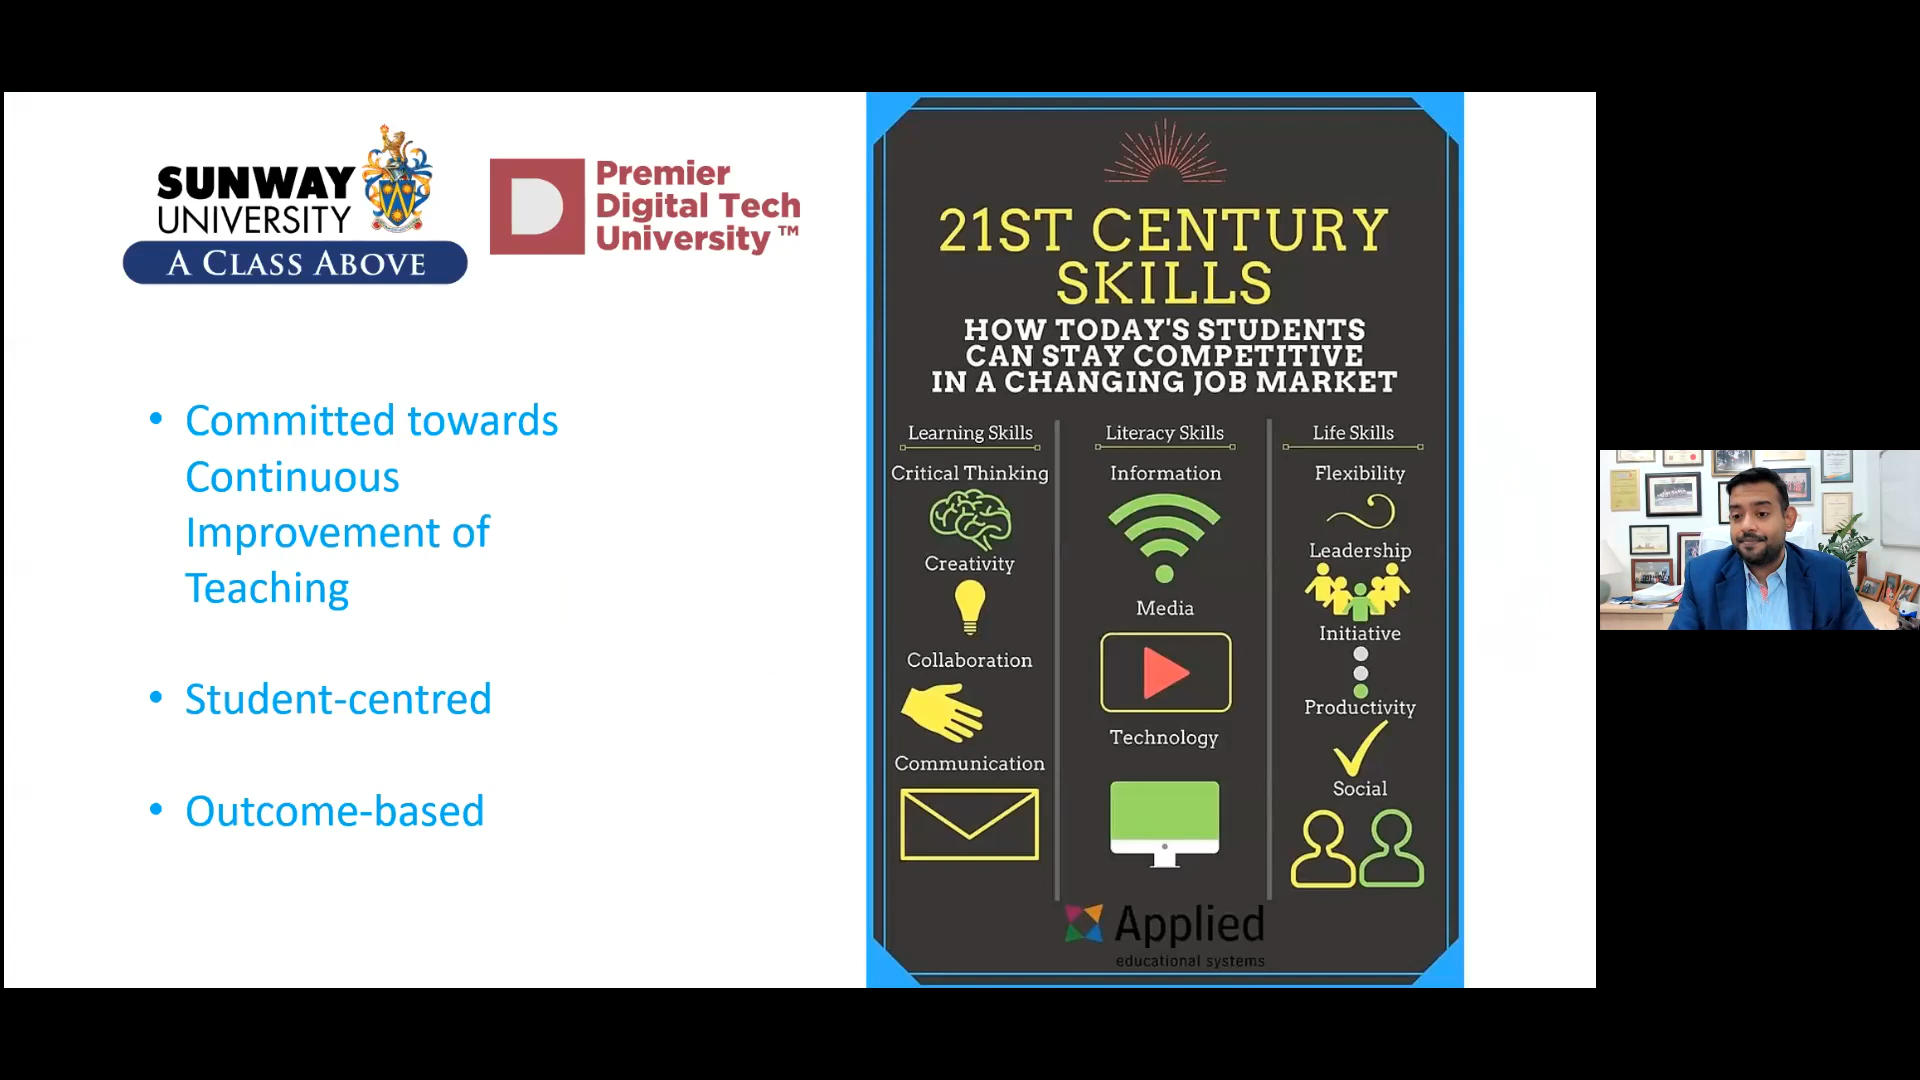 SUNWAY
UNIVERSITY
A CLASS ABOVE
D Premier
Digital Tech
University ™
• Committed towards
Continuous
Improvement of
Teaching
• Student-centred
• Outcome-based
21ST CENTURY
SKILLS
HOW TODAY'S STUDENTS
CAN STAY COMPETITIVE
IN A CHANGING JOB MARKET
Learning Skills
Critical Thinking
Creativity
Collaboration
Communication
Literacy Skills
Information
Media
Technology
Life Skills
Flexibility
Leadership
Initiative
Productivity
Social
Applied
educational systems